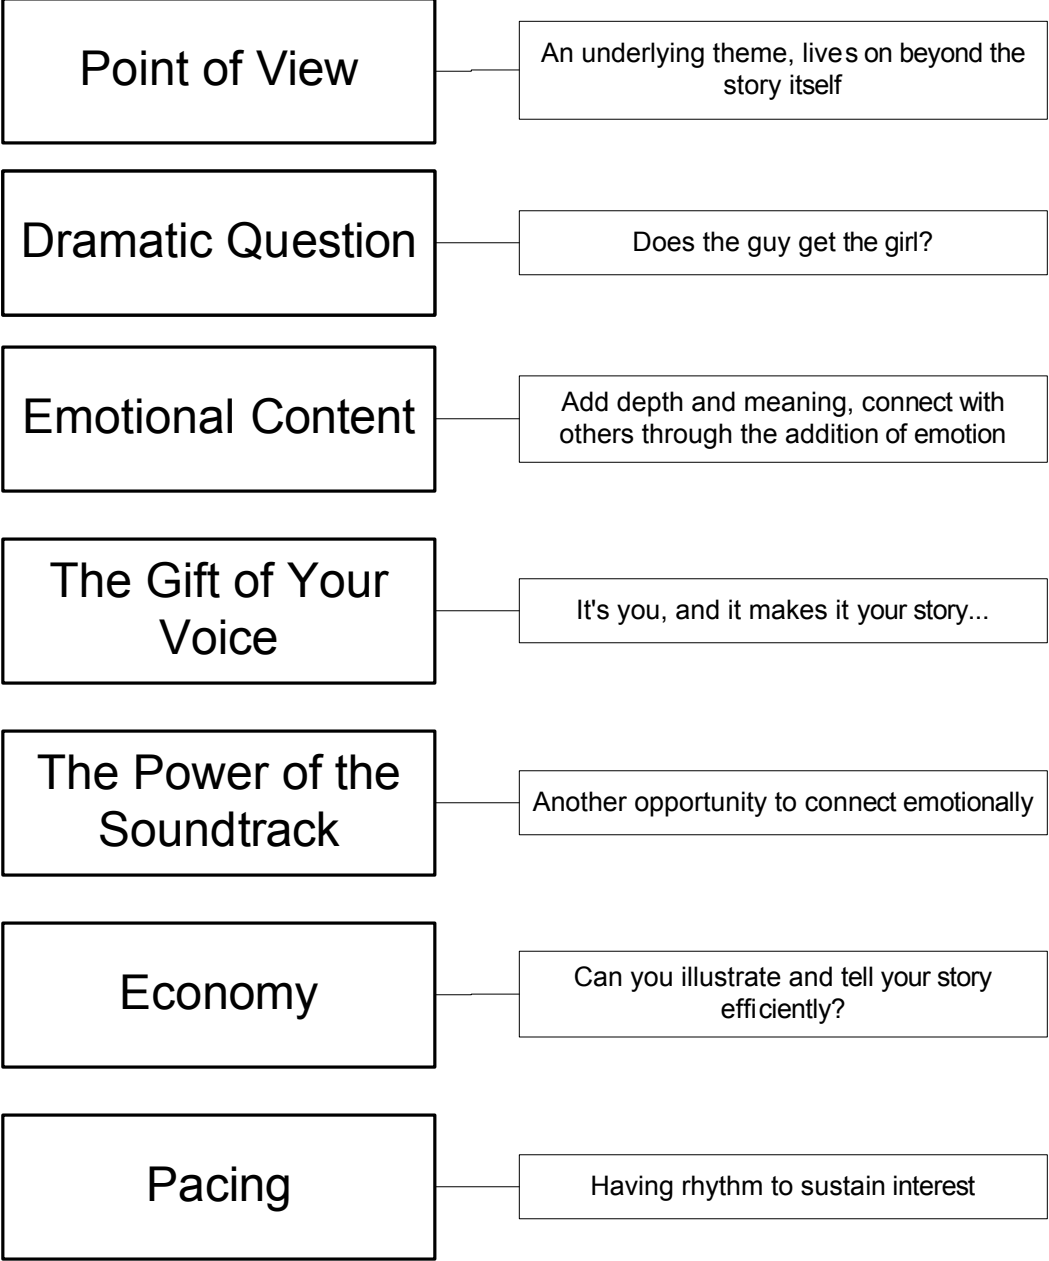 Point of View
An underlying theme, lives on beyond the
story itself
Dramatic Question
Does the guy get the girl?
Emotional Content
Add depth and meaning, connect with
others through the addition of emotion
The Gift of Your
Voice
It's you, and it makes it your story...
The Power of the
Soundtrack
Another opportunity to connect emotionally
Economy
Can you illustrate and tell your story
efficiently?
Pacing
Having rhythm to sustain interest